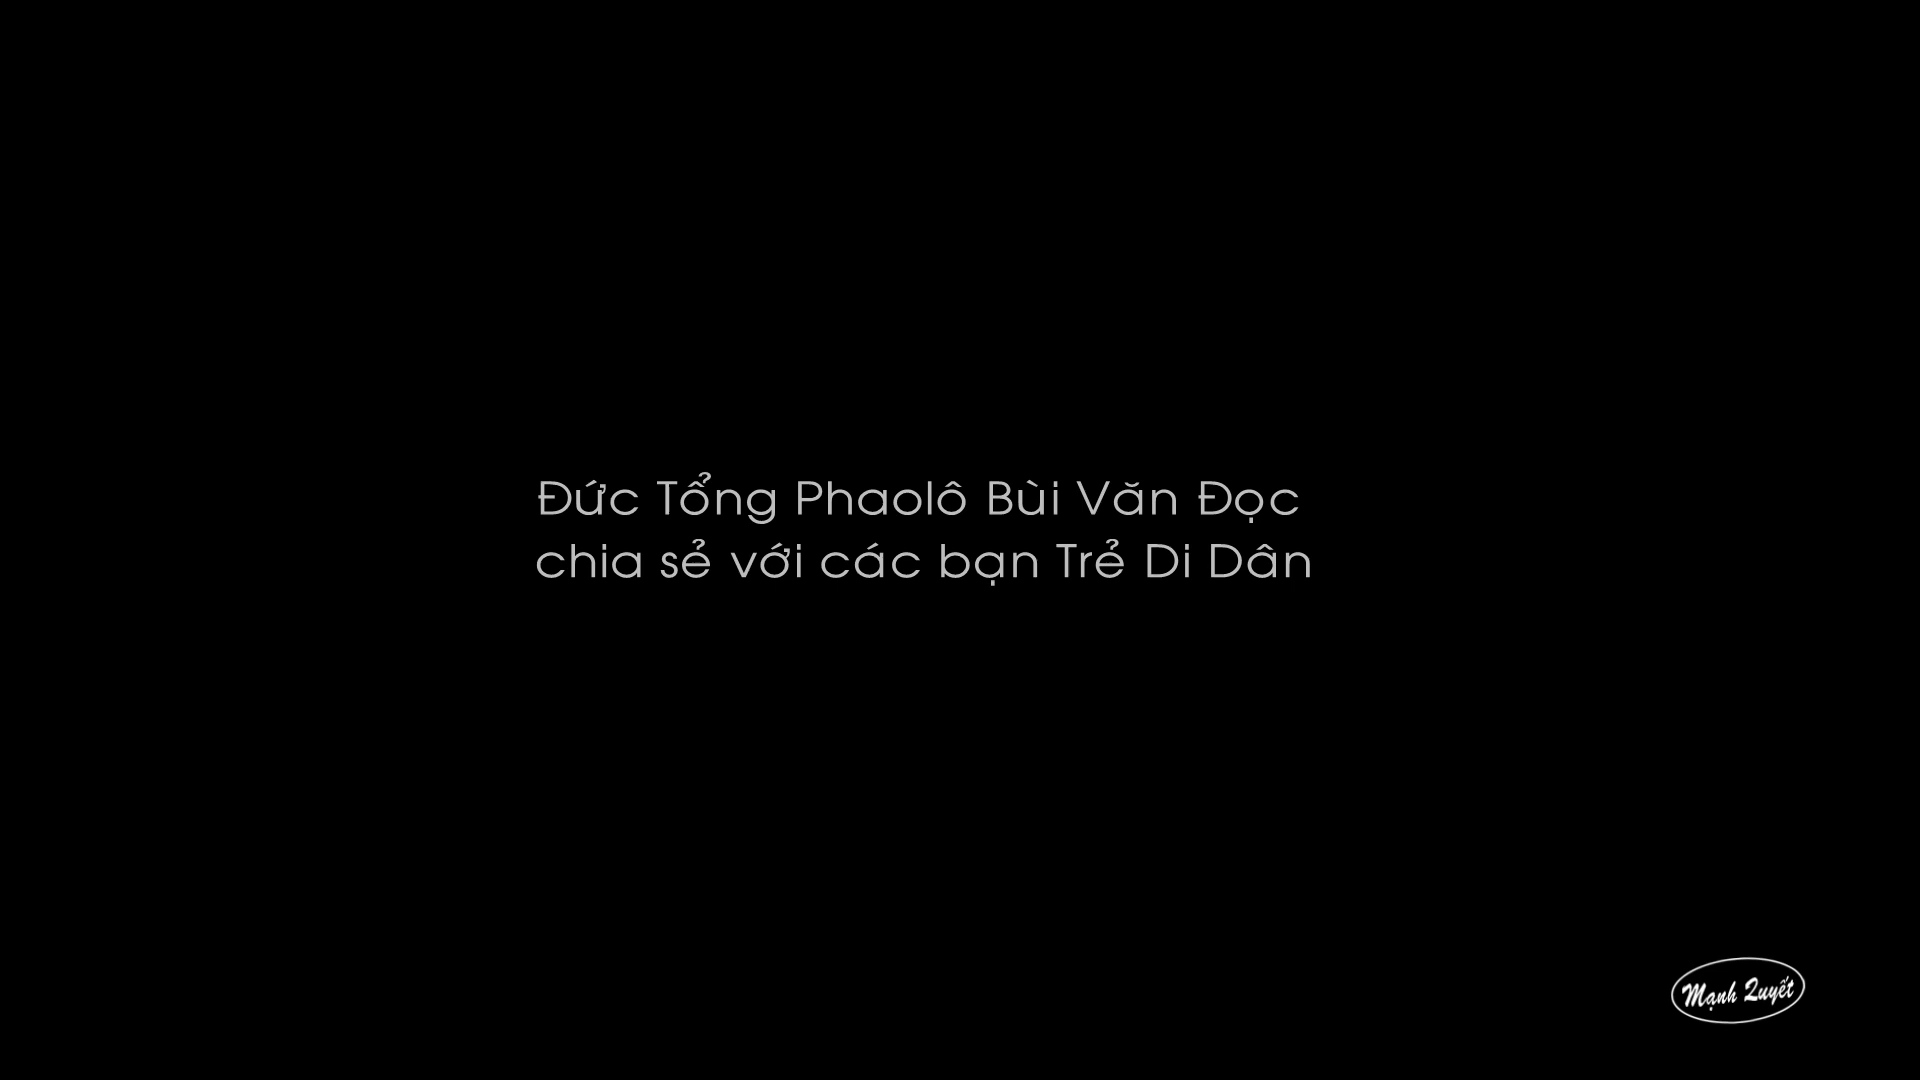 Đức Tổng Phaolô Bùi Văn Đọc
chia sẻ với các bạn Trẻ Di Dân
Mạnh Quyết